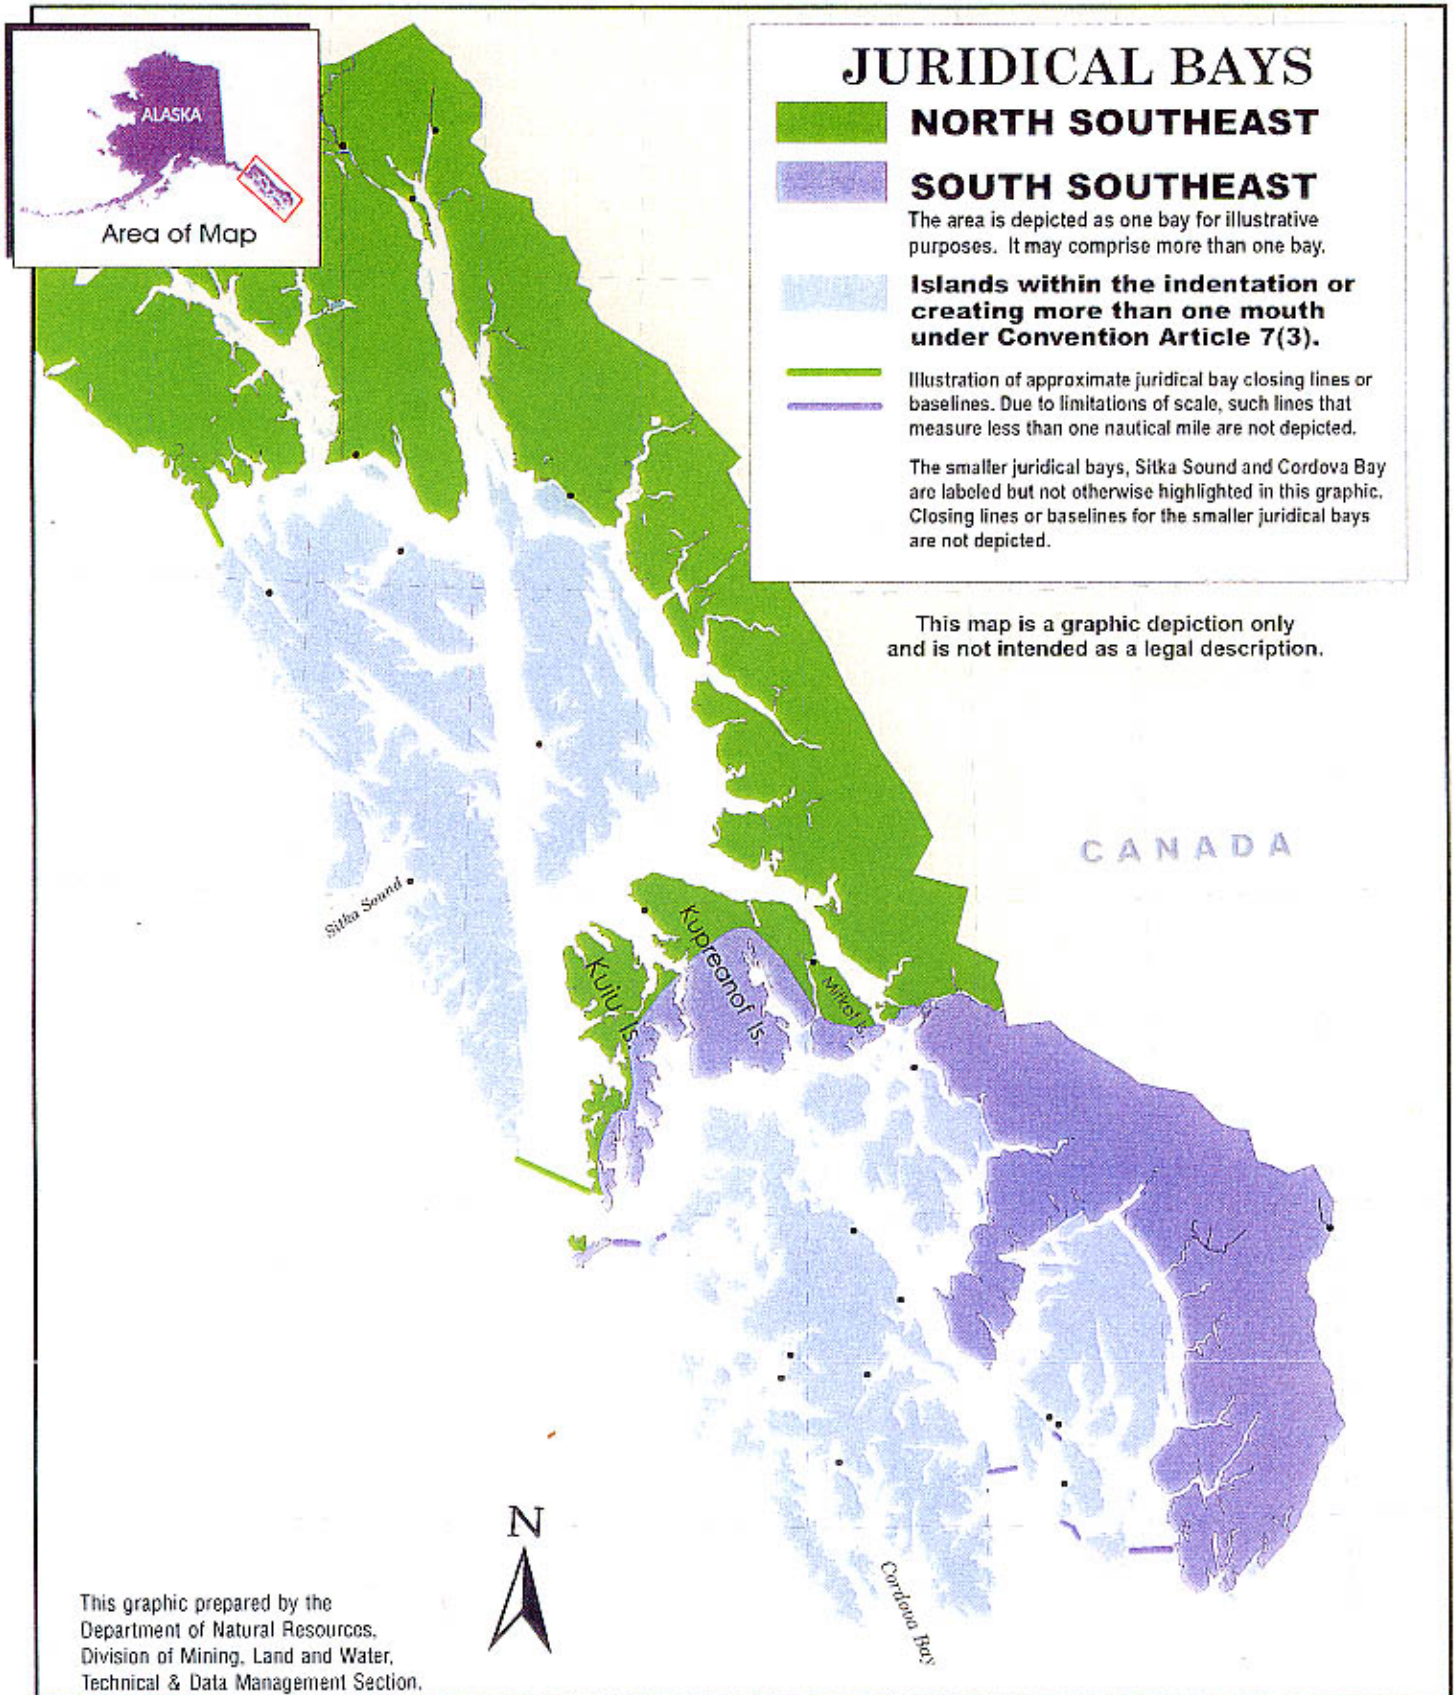 ALASKA
Area of Map
JURIDICAL BAYS
NORTH SOUTHEAST
SOUTH SOUTHEAST
The area is depicted as one bay for illustrative
purposes. It may comprise more than one bay.
Islands within the indentation or
creating more than one mouth
under Convention Article 7(3).
Illustration of approximate juridical bay closing lines or
baselines. Due to limitations of scale, such lines that
measure less than one nautical mile are not depicted.
The smaller juridical bays, Sitka Sound and Cordova Bay
are labeled but not otherwise highlighted in this graphic.
Closing lines or baselines for the smaller juridical bays
are not depicted.
This map is a graphic depiction only
and is not intended as a legal description.
CANADA
Sitka Sound
Kuiu Is.
Kupreanof Is.
Mitkof Is.
N
Cordova Bay
This graphic prepared by the
Department of Natural Resources,
Division of Mining, Land and Water,
Technical & Data Management Section.